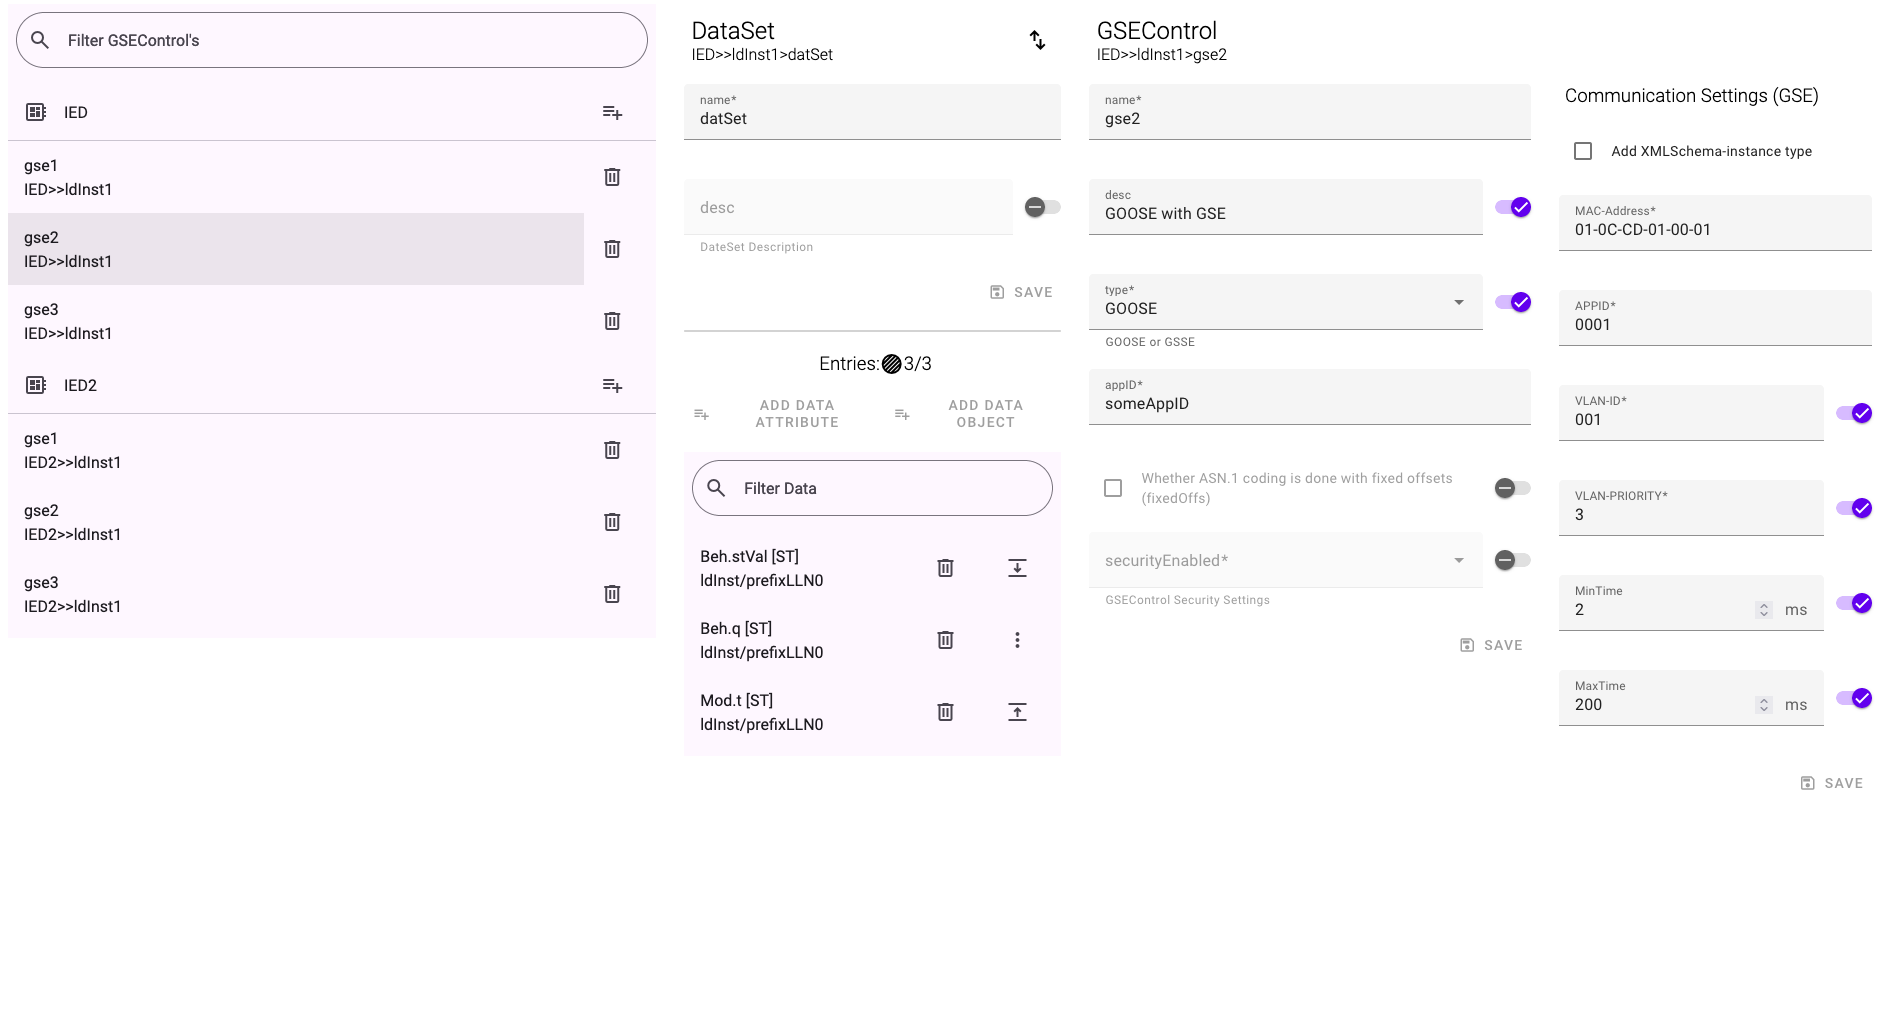 Filter GSEControl's
IED
gse1
IED>>ldInst1
gse2
IED>>ldInst1
gse3
IED>>ldInst1
IED2
gse1
IED2>>ldInst1
gse2
IED2>>ldInst1
gse3
IED2>>ldInst1
DataSet
IED>>ldInst1>datSet
name*
datSet
desc
DateSet Description
SAVE
Entries: 3/3
ADD DATA
ATTRIBUTE
ADD DATA
OBJECT
Filter Data
Beh.stVal [ST]
ldInst/prefixLLN0
Beh.q [ST]
ldInst/prefixLLN0
Mod.t [ST]
ldInst/prefixLLN0
GSEControl
IED>>ldInst1>gse2
name*
gse2
desc
GOOSE with GSE
type*
GOOSE
GOOSE or GSSE
appID*
someAppID
Whether ASN.1 coding is done with fixed offsets
(fixedOffs)
securityEnabled*
GSEControl Security Settings
SAVE
Communication Settings (GSE)
Add XMLSchema-instance type
MAC-Address*
01-0C-CD-01-00-01
APPID*
0001
VLAN-ID*
001
VLAN-PRIORITY*
3
MinTime
2 ms
MaxTime
200 ms
SAVE